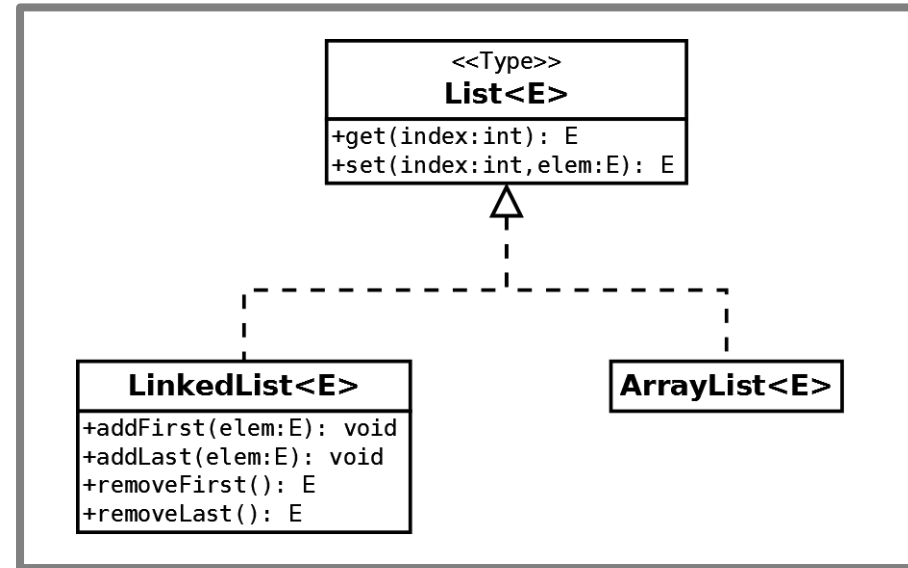 <<Type>>
List<E>
+get(index:int): E
+set(index:int,elem:E): E
LinkedList<E>
+addFirst(elem:E): void
+addLast(elem:E): void
+removeFirst(): E
+removeLast(): E
ArrayList<E>